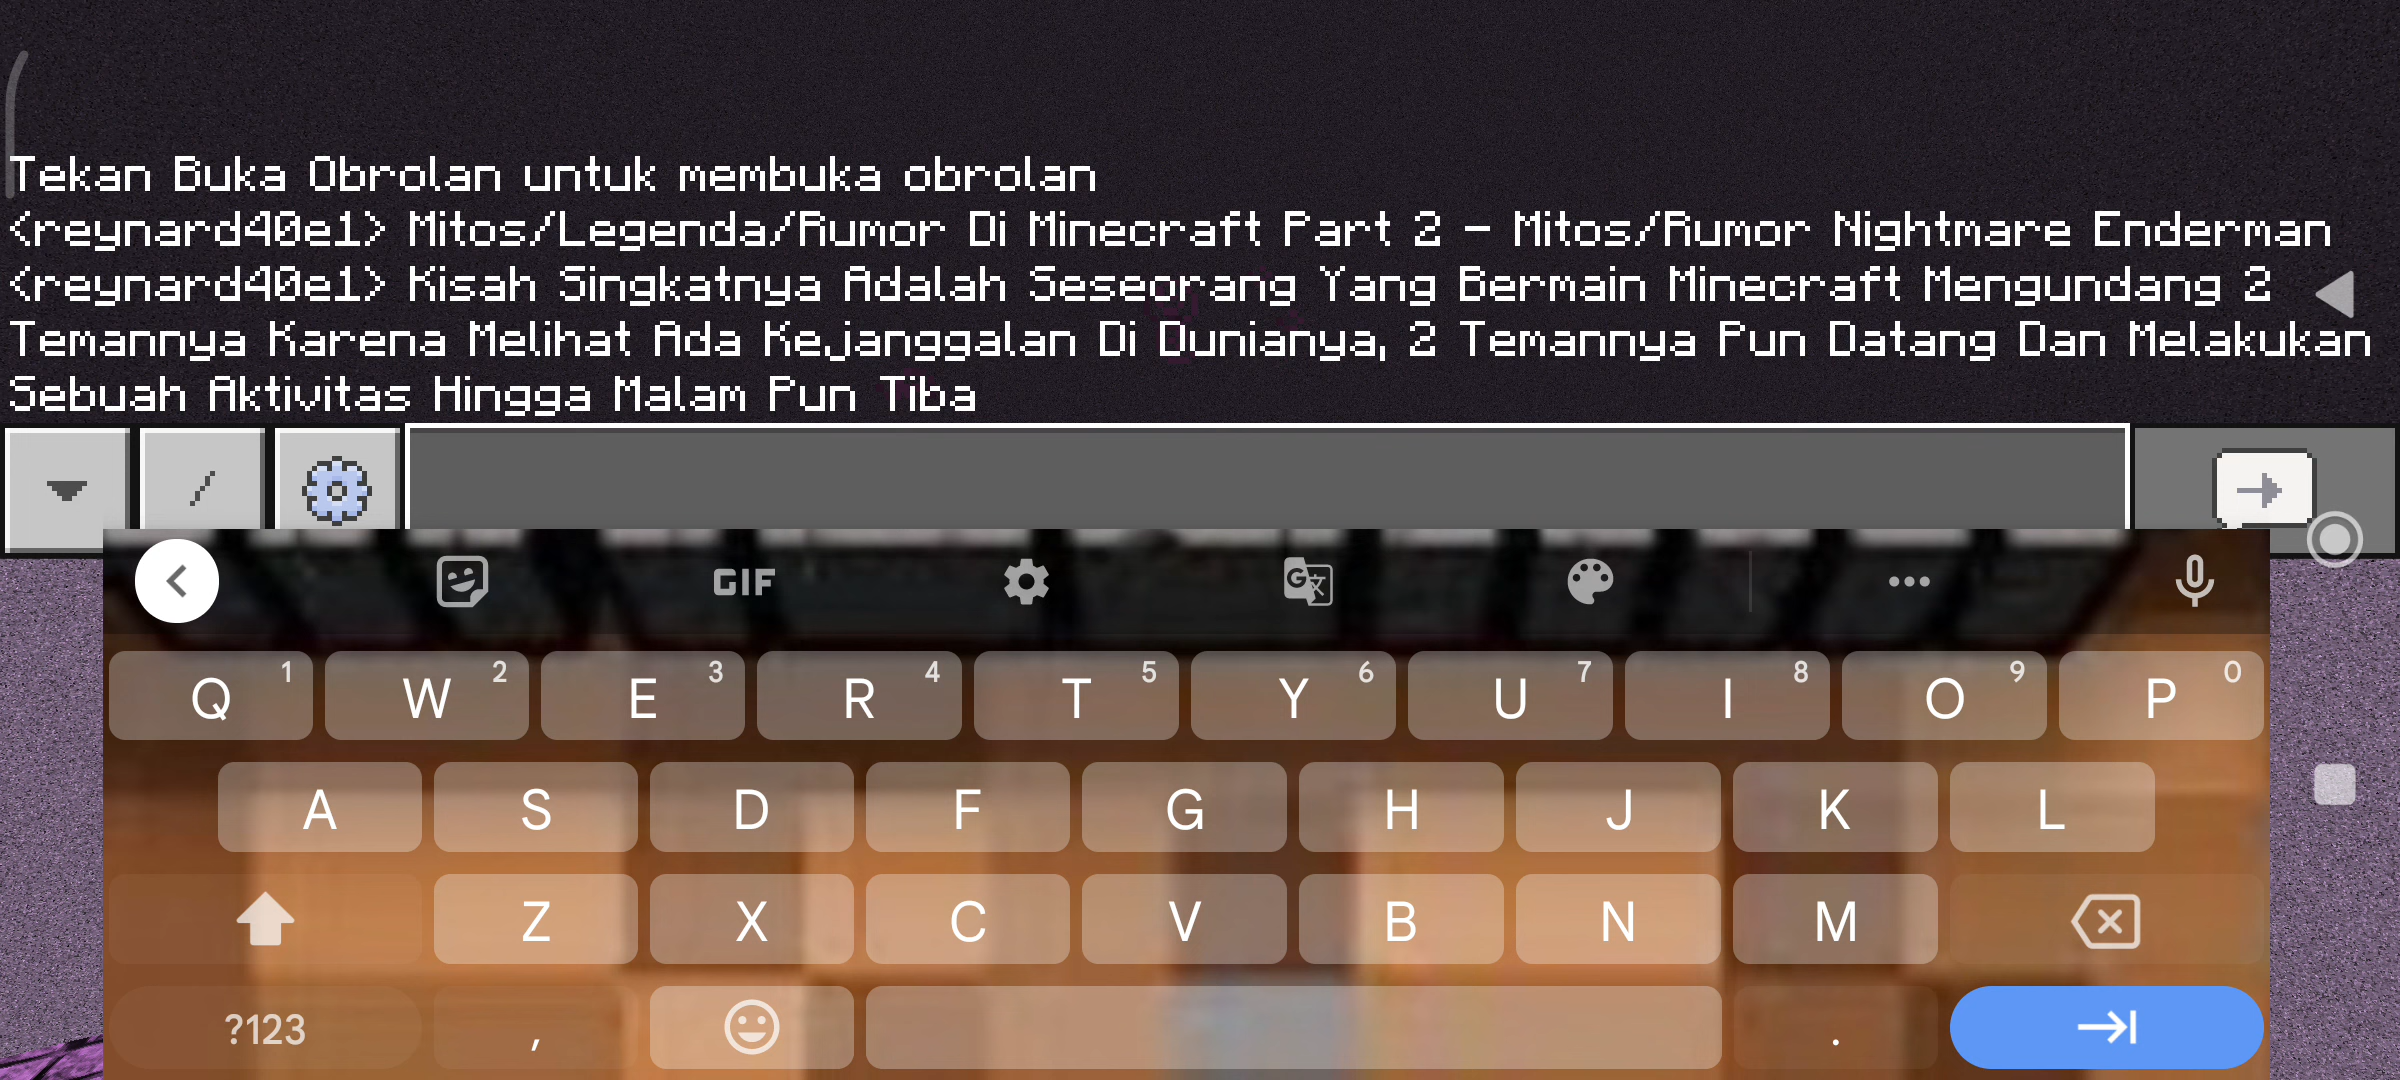 Tekan Buka Obrolan untuk membuka obrolan
<reynard40e1> Mitos/Legenda/Rumor Di Minecraft Part 2 - Mitos/Rumor Nightmare Enderman
<reynard40e1> Kisah Singkatnya Adalah Seseorang Yang Bermain Minecraft Mengundang 2
Temannya Karena Melihat Ada Kejanggalan Di Dunianya, 2 Temannya Pun Datang Dan Melakukan
Sebuah Aktivitas Hingga Malam Pun Tiba
/
GIF G文
Q 1 W 2 E 3 R 4 T 5 Y 6 U 7 I 8 O 9 P 0
A S D F G H J K L
Z X C V B N M
?123 , .